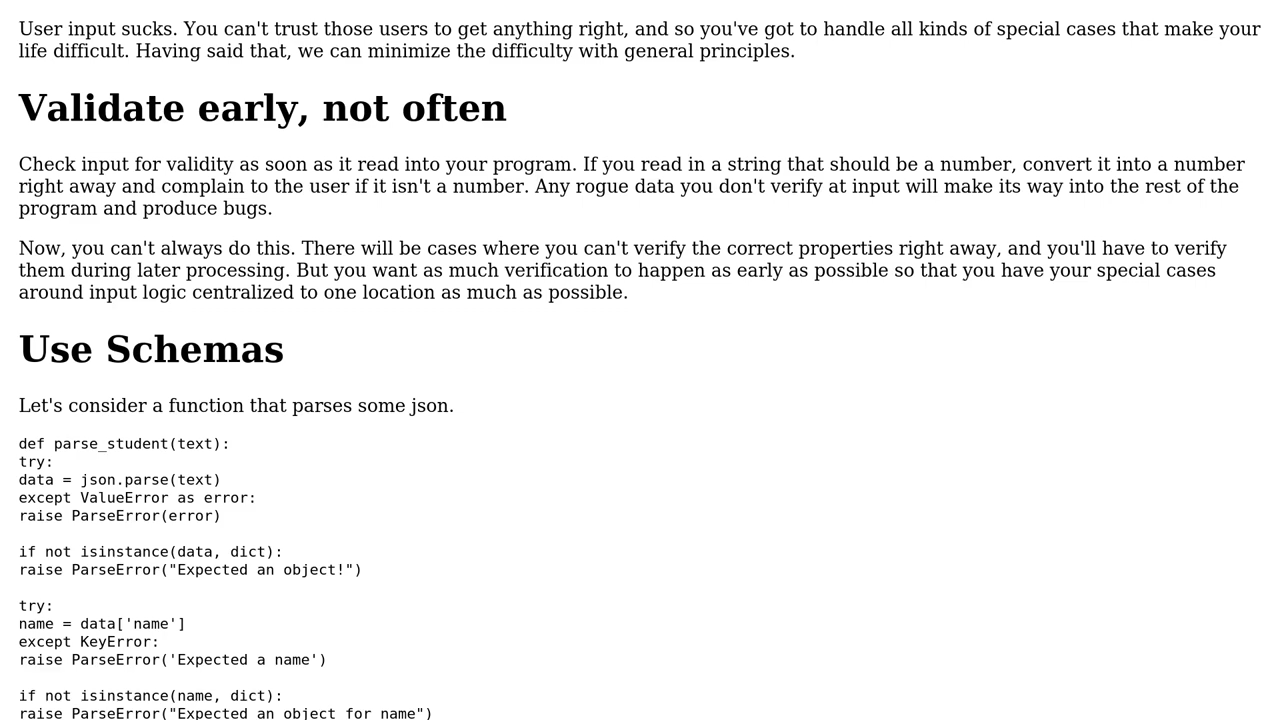 User input sucks. You can't trust those users to get anything right, and so you've got to handle all kinds of special cases that make your
life difficult. Having said that, we can minimize the difficulty with general principles.
Validate early, not often
Check input for validity as soon as it read into your program. If you read in a string that should be a number, convert it into a number
right away and complain to the user if it isn't a number. Any rogue data you don't verify at input will make its way into the rest of the
program and produce bugs.
Now, you can't always do this. There will be cases where you can't verify the correct properties right away, and you'll have to verify
them during later processing. But you want as much verification to happen as early as possible so that you have your special cases
around input logic centralized to one location as much as possible.
Use Schemas
Let's consider a function that parses some json.
def parse_student(text):
try:
data = json.parse(text)
except ValueError as error:
raise ParseError(error)
if not isinstance(data, dict):
raise ParseError("Expected an object!")
try:
name = data['name']
except KeyError:
raise ParseError('Expected a name')
if not isinstance(name, dict):
raise ParseError("Expected an object for name")